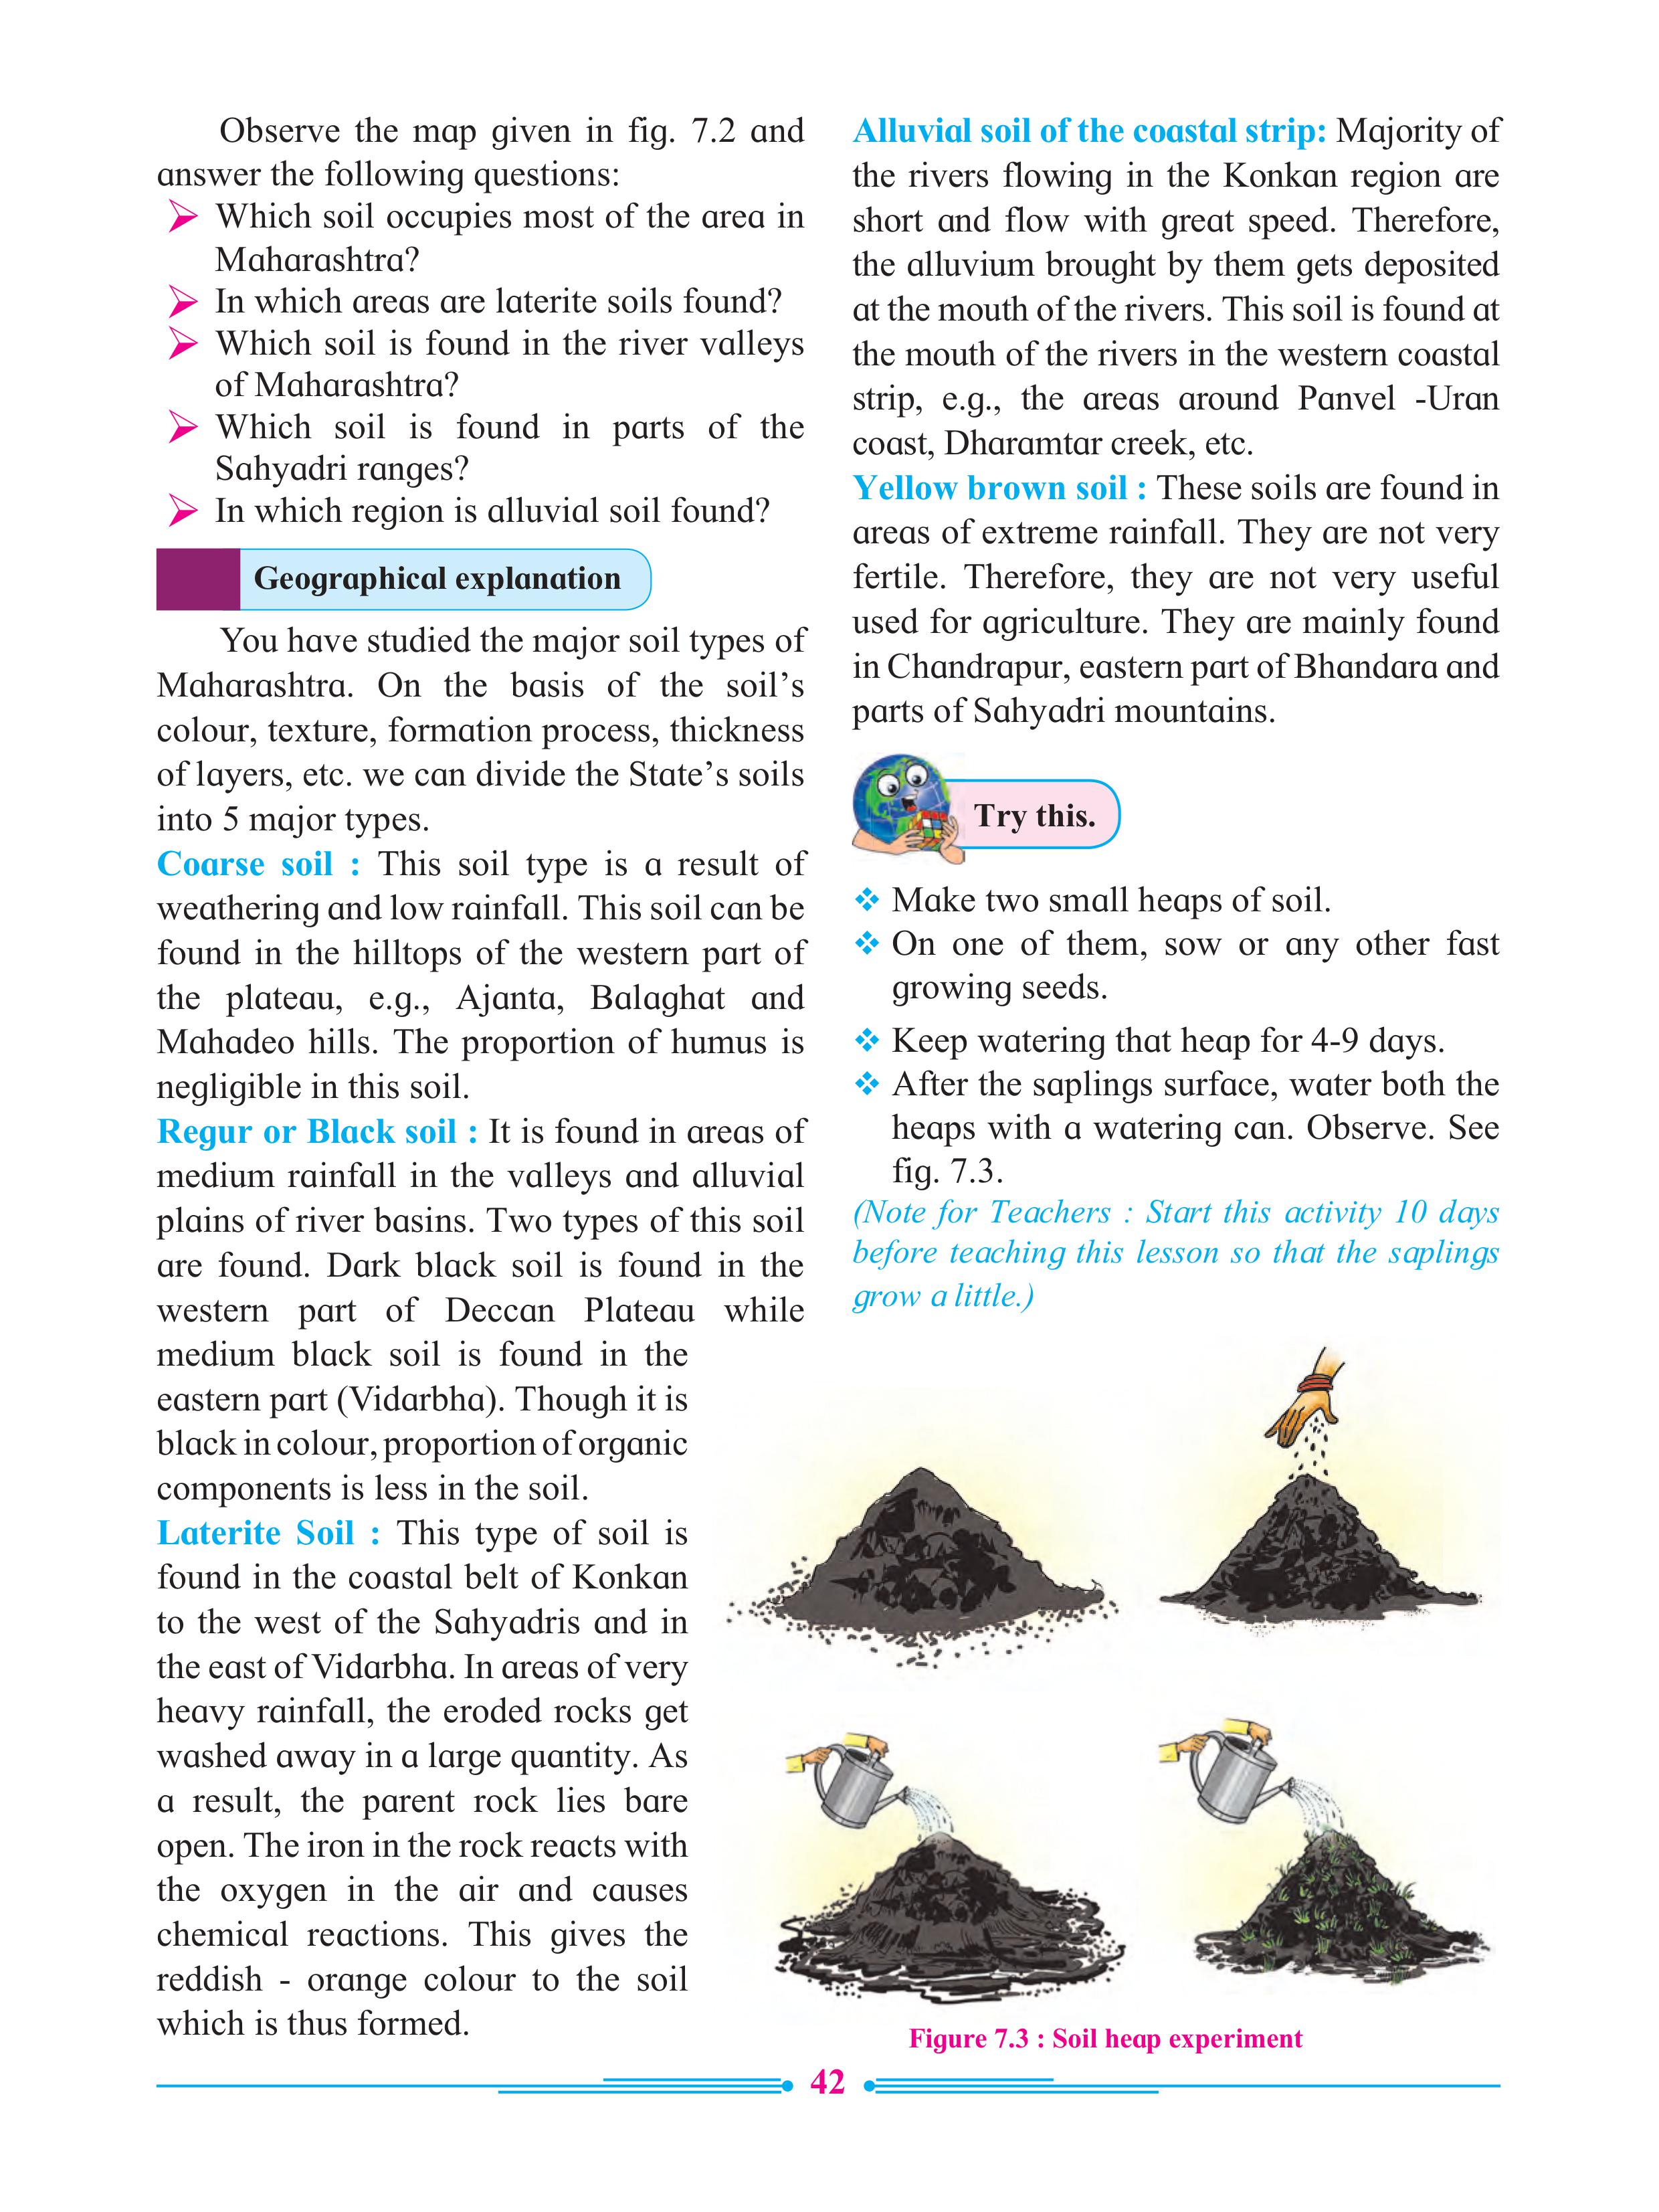 Observe the map given in fig. 7.2 and
answer the following questions:
Which soil occupies most of the area in
Maharashtra?
In which areas are laterite soils found?
Which soil is found in the river valleys
of Maharashtra?
Which soil is found in parts of the
Sahyadri ranges?
In which region is alluvial soil found?
Geographical explanation
You have studied the major soil types of
Maharashtra. On the basis of the soil’s
colour, texture, formation process, thickness
of layers, etc. we can divide the State’s soils
into 5 major types.
Coarse soil : This soil type is a result of
weathering and low rainfall. This soil can be
found in the hilltops of the western part of
the plateau, e.g., Ajanta, Balaghat and
Mahadeo hills. The proportion of humus is
negligible in this soil.
Regur or Black soil : It is found in areas of
medium rainfall in the valleys and alluvial
plains of river basins. Two types of this soil
are found. Dark black soil is found in the
western part of Deccan Plateau while
medium black soil is found in the
eastern part (Vidarbha). Though it is
black in colour, proportion of organic
components is less in the soil.
Laterite Soil : This type of soil is
found in the coastal belt of Konkan
to the west of the Sahyadris and in
the east of Vidarbha. In areas of very
heavy rainfall, the eroded rocks get
washed away in a large quantity. As
a result, the parent rock lies bare
open. The iron in the rock reacts with
the oxygen in the air and causes
chemical reactions. This gives the
reddish - orange colour to the soil
which is thus formed.
Alluvial soil of the coastal strip: Majority of
the rivers flowing in the Konkan region are
short and flow with great speed. Therefore,
the alluvium brought by them gets deposited
at the mouth of the rivers. This soil is found at
the mouth of the rivers in the western coastal
strip, e.g., the areas around Panvel -Uran
coast, Dharamtar creek, etc.
Yellow brown soil : These soils are found in
areas of extreme rainfall. They are not very
fertile. Therefore, they are not very useful
used for agriculture. They are mainly found
in Chandrapur, eastern part of Bhandara and
parts of Sahyadri mountains.
Try this.
Make two small heaps of soil.
On one of them, sow or any other fast
growing seeds.
Keep watering that heap for 4-9 days.
After the saplings surface, water both the
heaps with a watering can. Observe. See
fig. 7.3.
(Note for Teachers : Start this activity 10 days
before teaching this lesson so that the saplings
grow a little.)
Figure 7.3 : Soil heap experiment
42